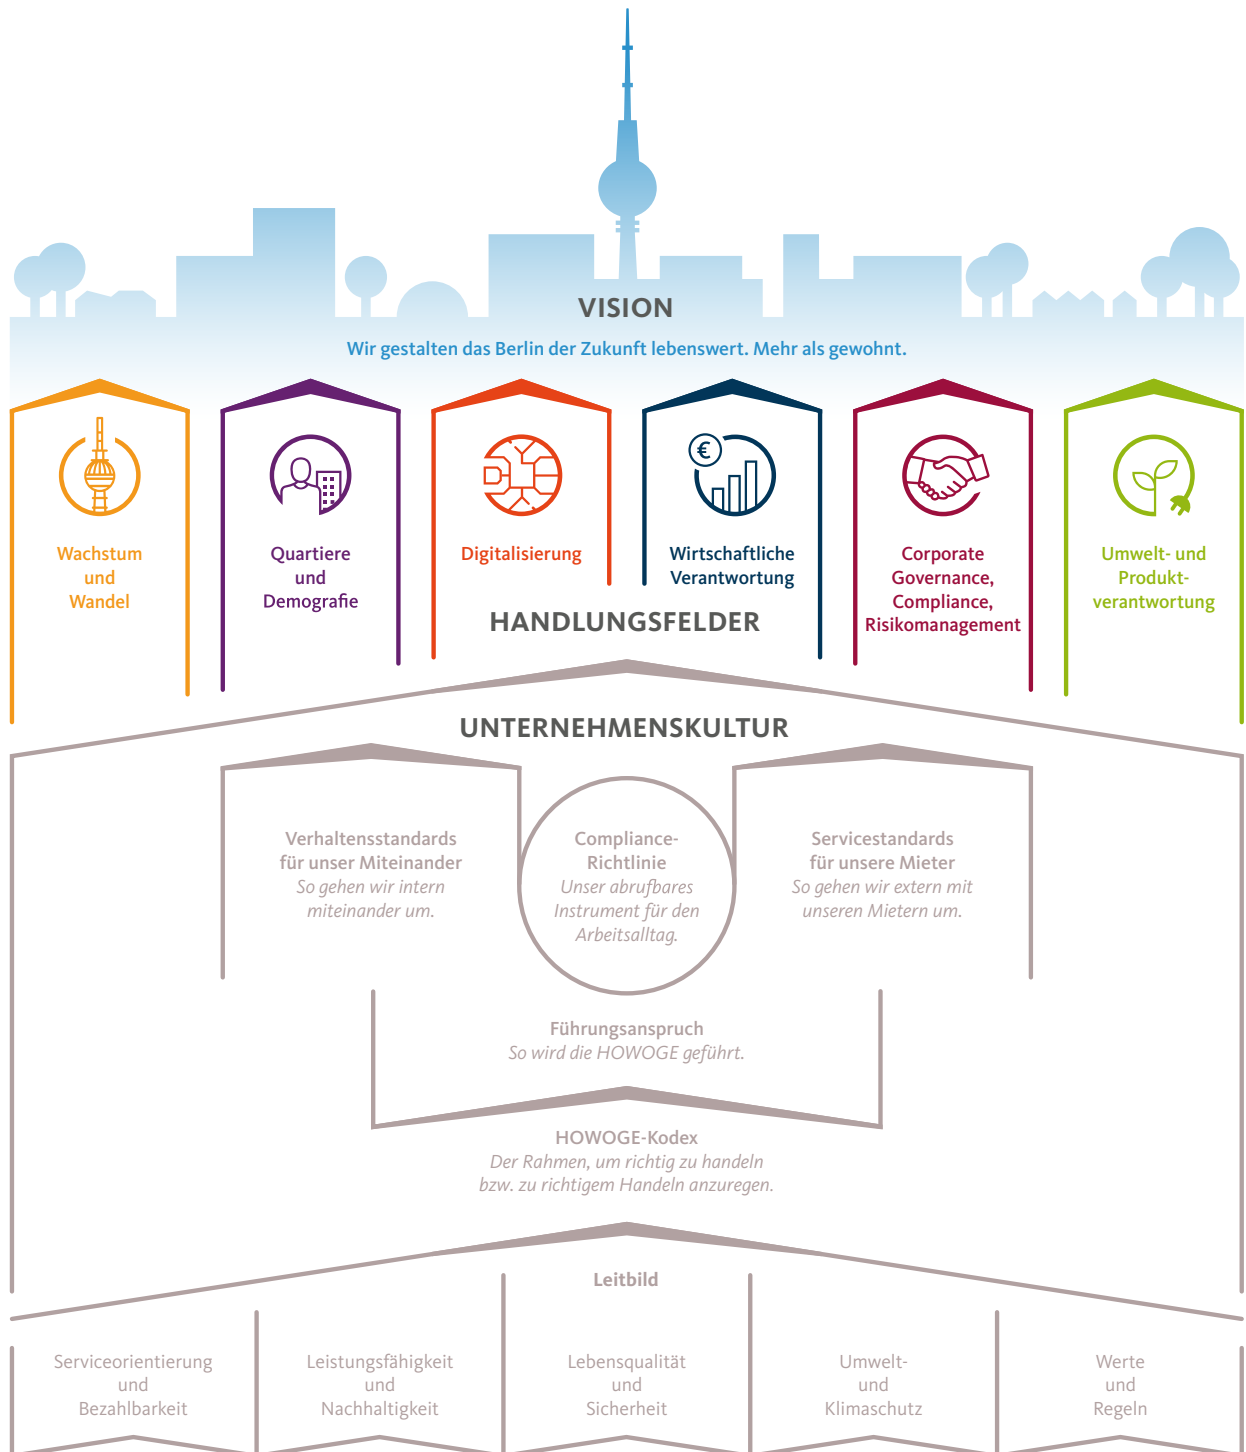 VISION
Wir gestalten das Berlin der Zukunft lebenswert. Mehr als gewohnt.
€
Wachstum
und
Wandel
Quartiere
und
Demografie
Digitalisierung
Wirtschaftliche
Verantwortung
Corporate
Governance,
Compliance,
Risikomanagement
Umwelt- und
Produkt-
verantwortung
HANDLUNGSFELDER
UNTERNEHMENSKULTUR
Verhaltensstandards
für unser Miteinander
So gehen wir intern
miteinander um.
Compliance-
Richtlinie
Unser abrufbares
Instrument für den
Arbeitsalltag.
Servicestandards
für unsere Mieter
So gehen wir extern mit
unseren Mietern um.
Führungsanspruch
So wird die HOWOGE geführt.
HOWOGE-Kodex
Der Rahmen, um richtig zu handeln
bzw. zu richtigem Handeln anzuregen.
Leitbild
Serviceorientierung
und
Bezahlbarkeit
Leistungsfähigkeit
und
Nachhaltigkeit
Lebensqualität
und
Sicherheit
Umwelt-
und
Klimaschutz
Werte
und
Regeln